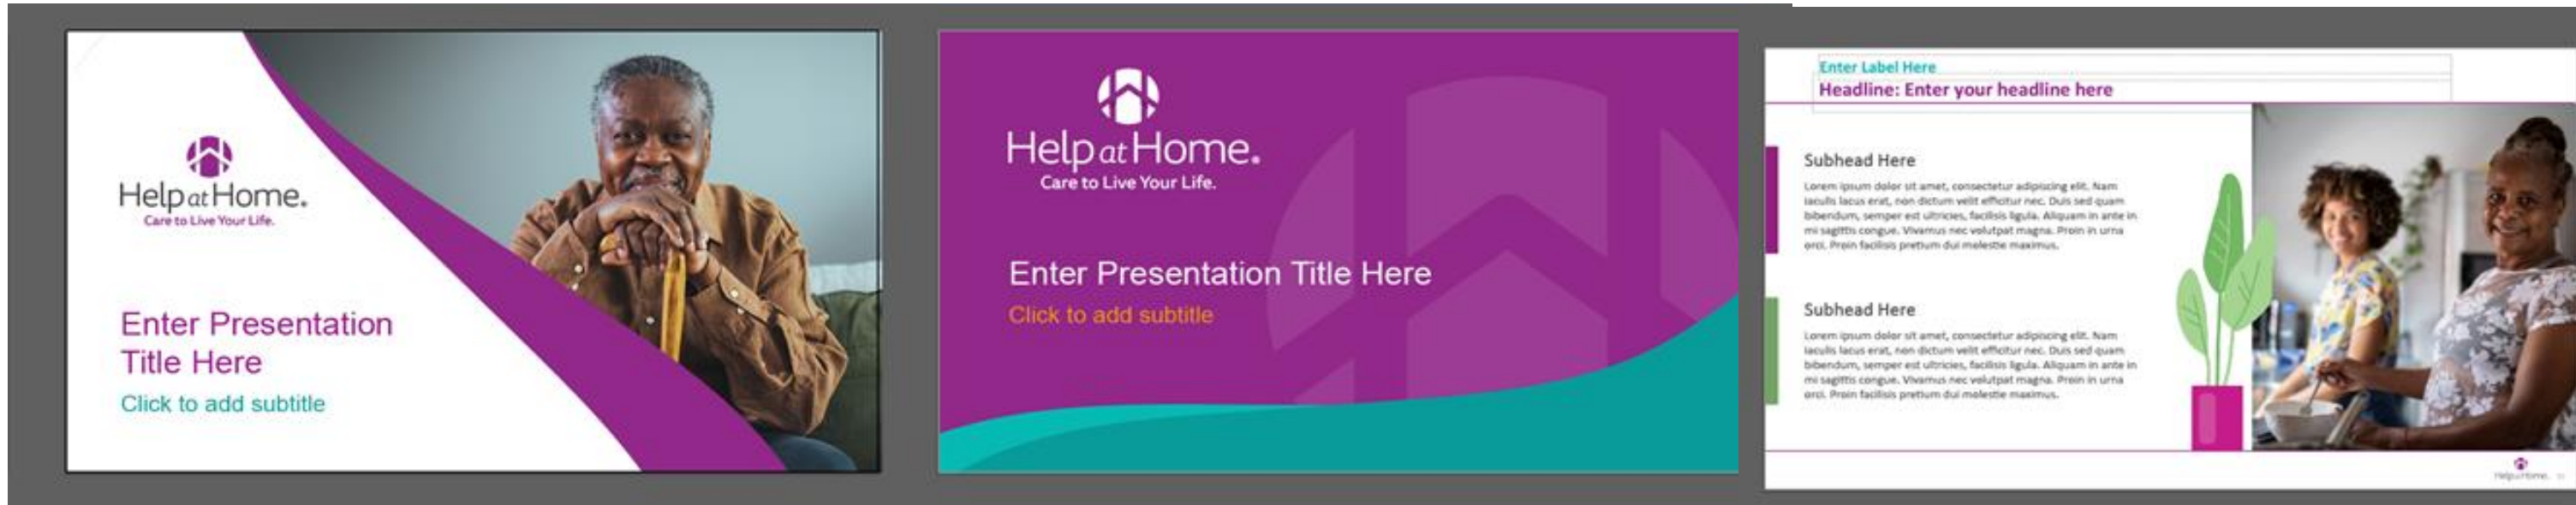 Help at Home.
Care to Live Your Life.
Enter Presentation
Title Here
Click to add subtitle
Help at Home.
Care to Live Your Life.
Enter Presentation Title Here
Click to add subtitle
Enter Label Here
Headline: Enter your headline here
Subhead Here
Lorem ipsum dolor sit amet, consectetur adipiscing elit. Nam
iaculis lacus erat, non dictum velit efficitur nec. Duis sed quam
bibendum, semper est ultricies, facilisis ligula. Aliquam in ante in
mi sagittis congue. Vivamus nec volutpat magna. Proin in urna
orci. Proin facilisis pretium dui molestie maximus.
Subhead Here
Lorem ipsum dolor sit amet, consectetur adipiscing elit. Nam
iaculis lacus erat, non dictum velit efficitur nec. Duis sed quam
bibendum, semper est ultricies, facilisis ligula. Aliquam in ante in
mi sagittis congue. Vivamus nec volutpat magna. Proin in urna
orci. Proin facilisis pretium dui molestie maximus.
Help at Home.